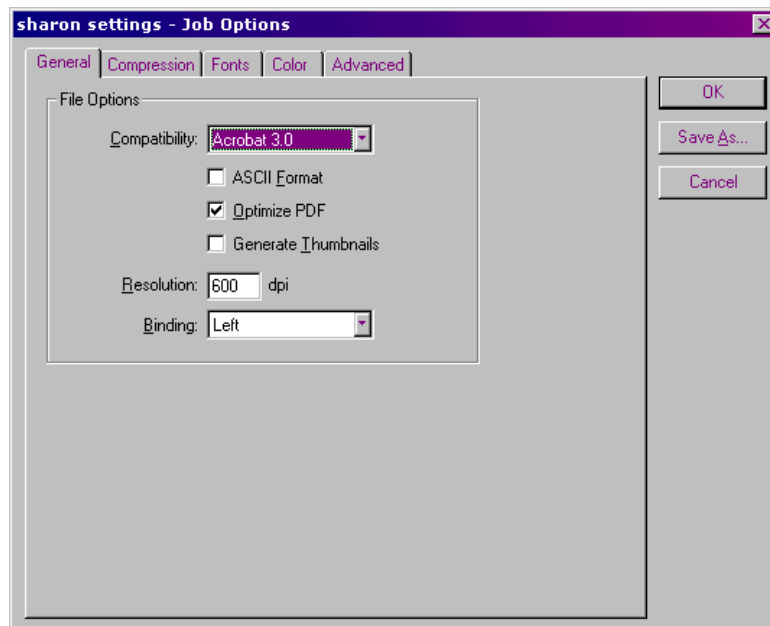 sharon settings - Job Options
General Compression Fonts Color Advanced
File Options
Compatibility: Acrobat 3.0
ASCII Format
Optimize PDF
Generate Thumbnails
Resolution: 600 dpi
Binding: Left
OK
Save As...
Cancel